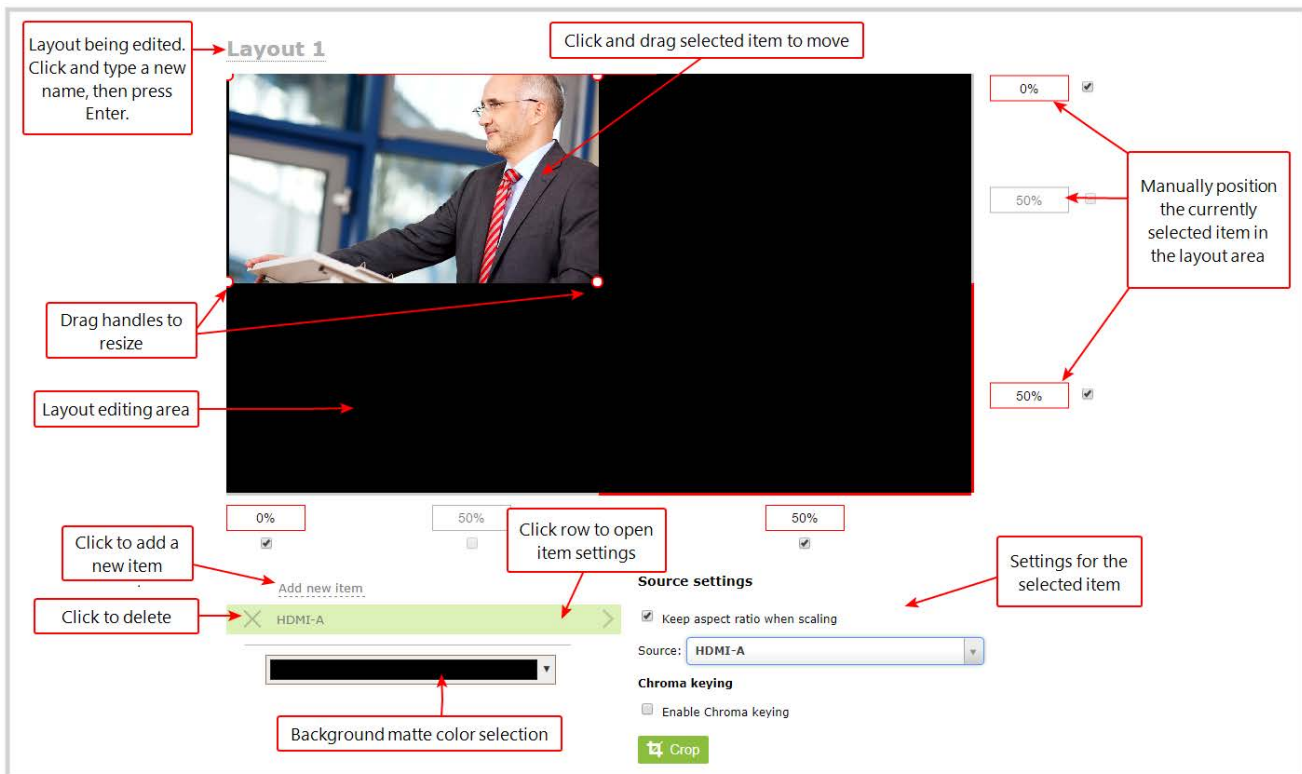 Layout being edited.
Click and type a new
name, then press
Enter.
Layout 1
Click and drag selected item to move
0%
50%
Manually position
the currently
selected item in
the layout area
50%
Drag handles to
resize
Layout editing area
0%
50%
50%
Click to add a
new item
.
Click row to open
item settings
Settings for the
selected item
Add new item
Click to delete
HDMI-A
Background matte color selection
Source settings
Keep aspect ratio when scaling
Source: HDMI-A
Chroma keying
Enable Chroma keying
Crop